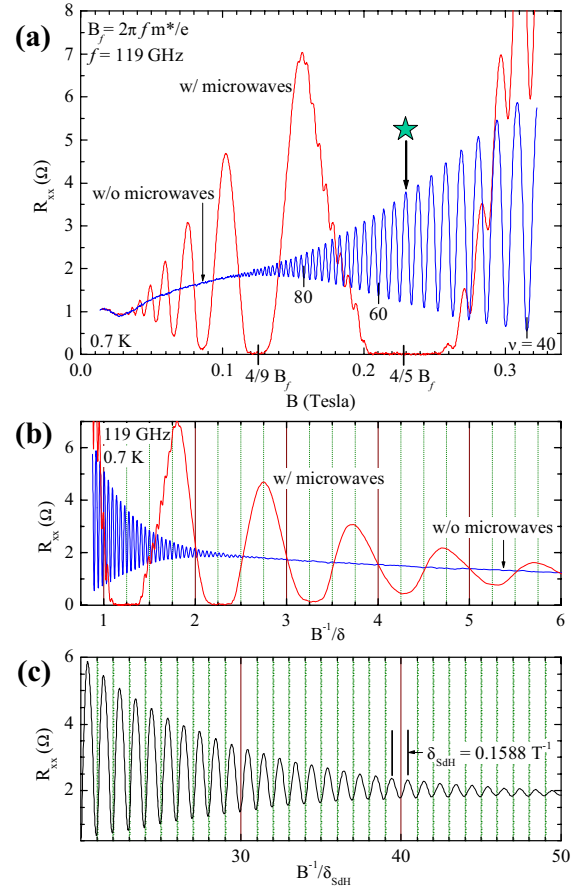 (a)
B_f = 2π f m*/e
f = 119 GHz
w/ microwaves
w/o microwaves
R_xx (Ω)
8
7
6
5
4
3
2
1
0
80
60
ν = 40
0.7 K
0.0
0.1
0.2
0.3
4/9 B_f
4/5 B_f
B (Tesla)
(b)
119 GHz
0.7 K
w/ microwaves
w/o microwaves
R_xx (Ω)
6
4
2
0
1
2
3
4
5
6
B⁻¹/δ
(c)
R_xx (Ω)
6
4
2
δ_SdH = 0.1588 T⁻¹
30
40
50
B⁻¹/δ_SdH